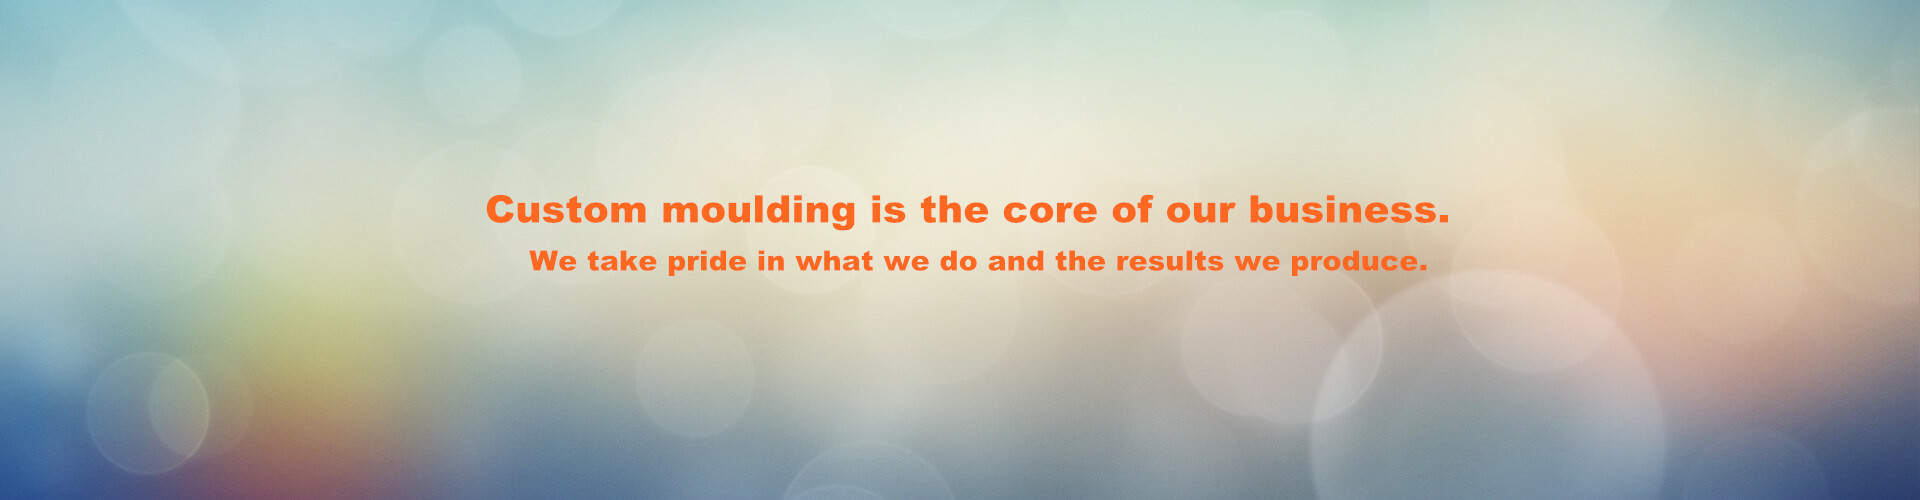 Custom moulding is the core of our business.
We take pride in what we do and the results we produce.